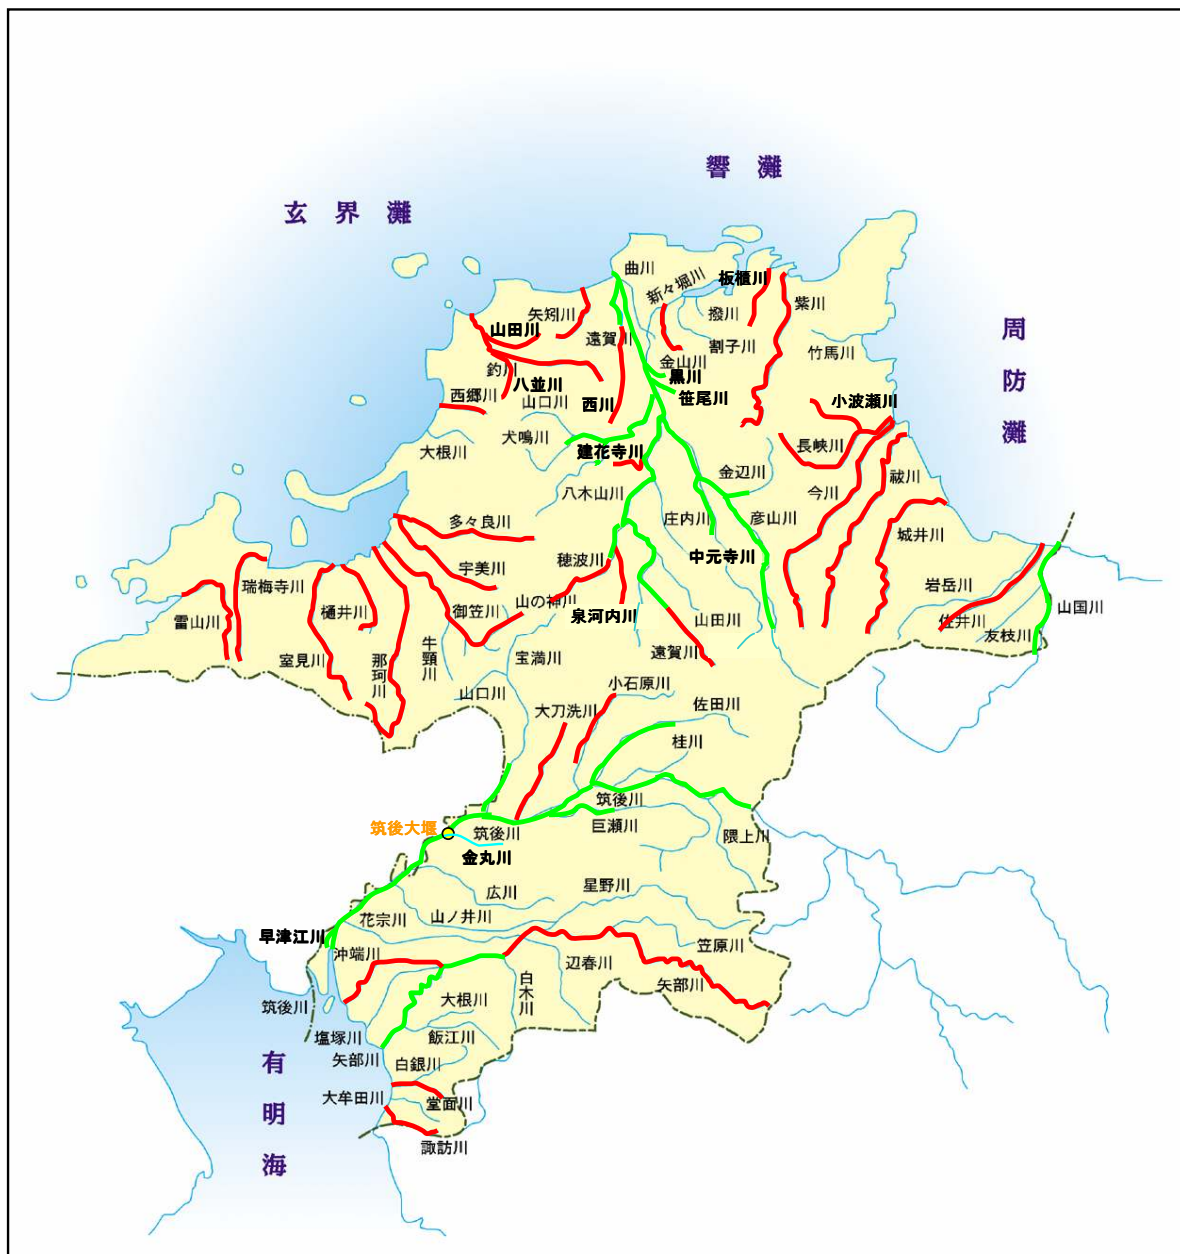 響灘
玄界灘
周防灘
曲川
新々堀川
板櫃川
紫川
矢矧川
山田川
遠賀川
撥川
割子川
竹馬川
釣川
八並川
金山川
黒川
笹尾川
西郷川
山口川
西川
小波瀬川
大根川
犬鳴川
建花寺川
長峡川
金辺川
祓川
今川
八木山川
庄内川
彦山川
多々良川
城井川
宇美川
穂波川
中元寺川
瑞梅寺川
岩岳川
雷山川
樋井川
御笠川
山の神川
泉河内川
山田川
佐井川
山国川
友枝川
室見川
那珂川
牛頸川
宝満川
遠賀川
山口川
小石原川
大刀洗川
佐田川
桂川
筑後川
筑後大堰
筑後川
巨瀬川
隈上川
金丸川
広川
星野川
花宗川
山ノ井川
早津江川
沖端川
辺春川
笠原川
白木川
矢部川
筑後川
大根川
塩塚川
飯江川
矢部川
白銀川
大牟田川
堂面川
諏訪川
有明海